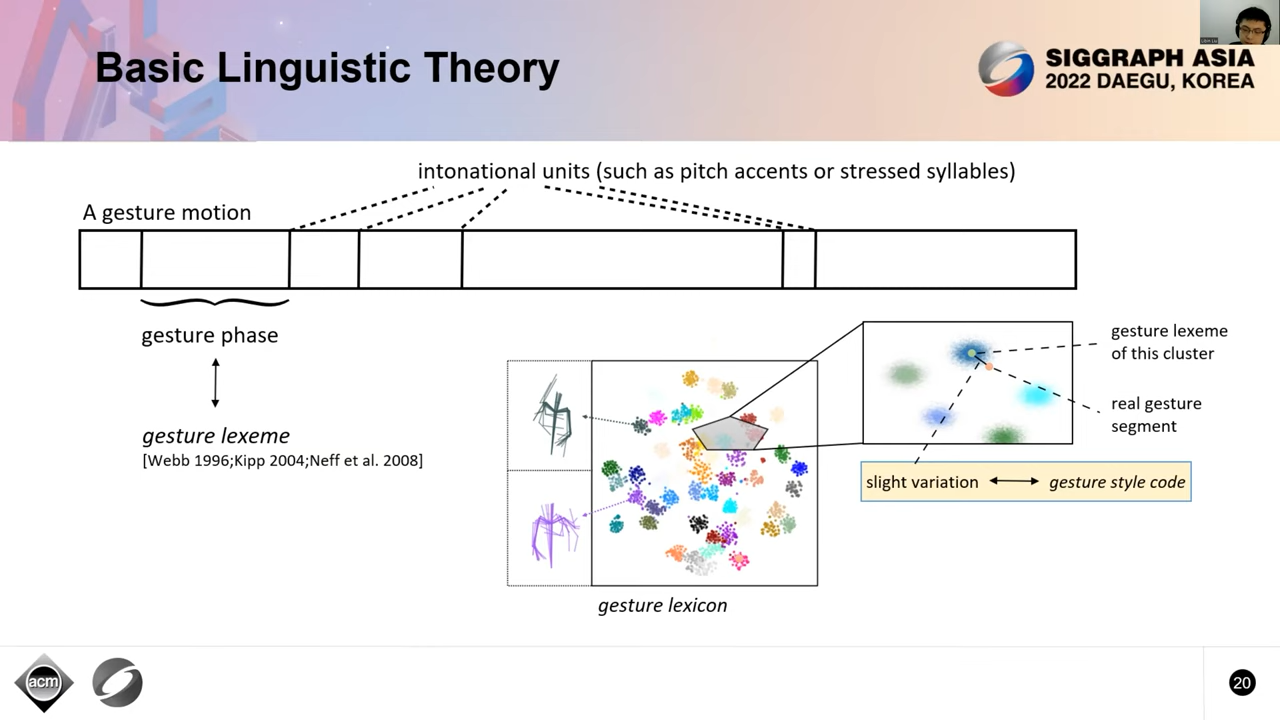 Basic Linguistic Theory
SIGGRAPH ASIA
2022 DAEGU, KOREA
intonational units (such as pitch accents or stressed syllables)
A gesture motion
gesture phase
gesture lexeme
[Webb 1996;Kipp 2004;Neff et al. 2008]
gesture lexeme
of this cluster
real gesture
segment
slight variation
gesture style code
gesture lexicon
acm
20